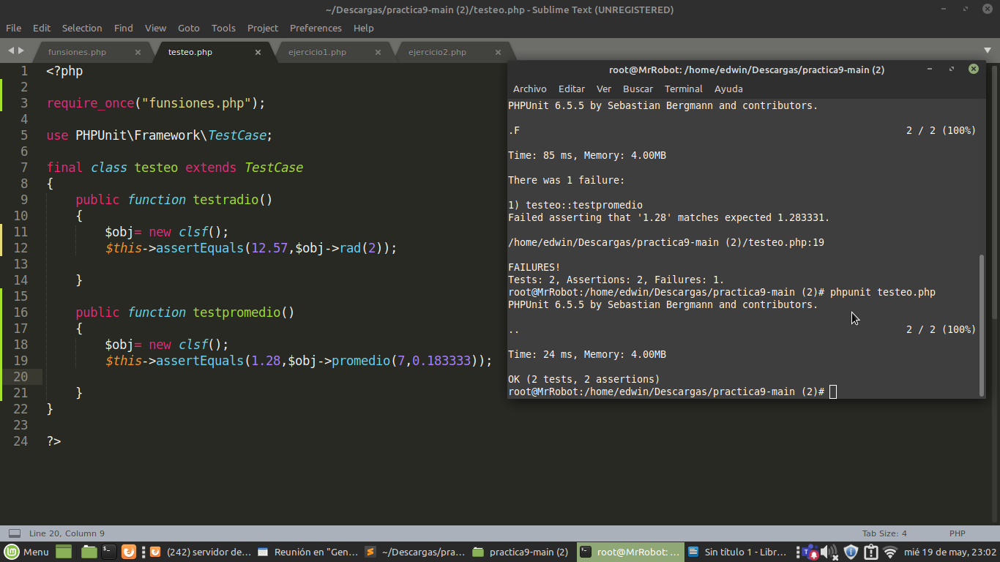 ~/Descargas/practica9-main (2)/testeo.php - Sublime Text (UNREGISTERED)
File Edit Selection Find View Goto Tools Project Preferences Help
funsiones.php testeo.php ejercicio1.php ejercicio2.php
1 <?php
2
3 require_once("funsiones.php");
4
5 use PHPUnit\Framework\TestCase;
6
7 final class testeo extends TestCase
8 {
9 public function testradio()
10 {
11 $obj= new clsf();
12 $this->assertEquals(12.57,$obj->rad(2));
13
14 }
15
16 public function testpromedio()
17 {
18 $obj= new clsf();
19 $this->assertEquals(1.28,$obj->promedio(7,0.183333));
20
21 }
22 }
23
24 ?>
root@MrRobot: /home/edwin/Descargas/practica9-main (2)
Archivo Editar Ver Buscar Terminal Ayuda
PHPUnit 6.5.5 by Sebastian Bergmann and contributors.
.F 2 / 2 (100%)
Time: 85 ms, Memory: 4.00MB
There was 1 failure:
1) testeo::testpromedio
Failed asserting that '1.28' matches expected 1.283331.
/home/edwin/Descargas/practica9-main (2)/testeo.php:19
FAILURES!
Tests: 2, Assertions: 2, Failures: 1.
root@MrRobot:/home/edwin/Descargas/practica9-main (2)# phpunit testeo.php
PHPUnit 6.5.5 by Sebastian Bergmann and contributors.
.. 2 / 2 (100%)
Time: 24 ms, Memory: 4.00MB
OK (2 tests, 2 assertions)
root@MrRobot:/home/edwin/Descargas/practica9-main (2)#
Line 20, Column 9 Tab Size: 4 PHP
Menu (242) servidor de... Reunión en "Gen... ~/Descargas/pra... practica9-main (2) root@MrRobot: ... Sin título 1 - Libr... mié 19 de may, 23:02